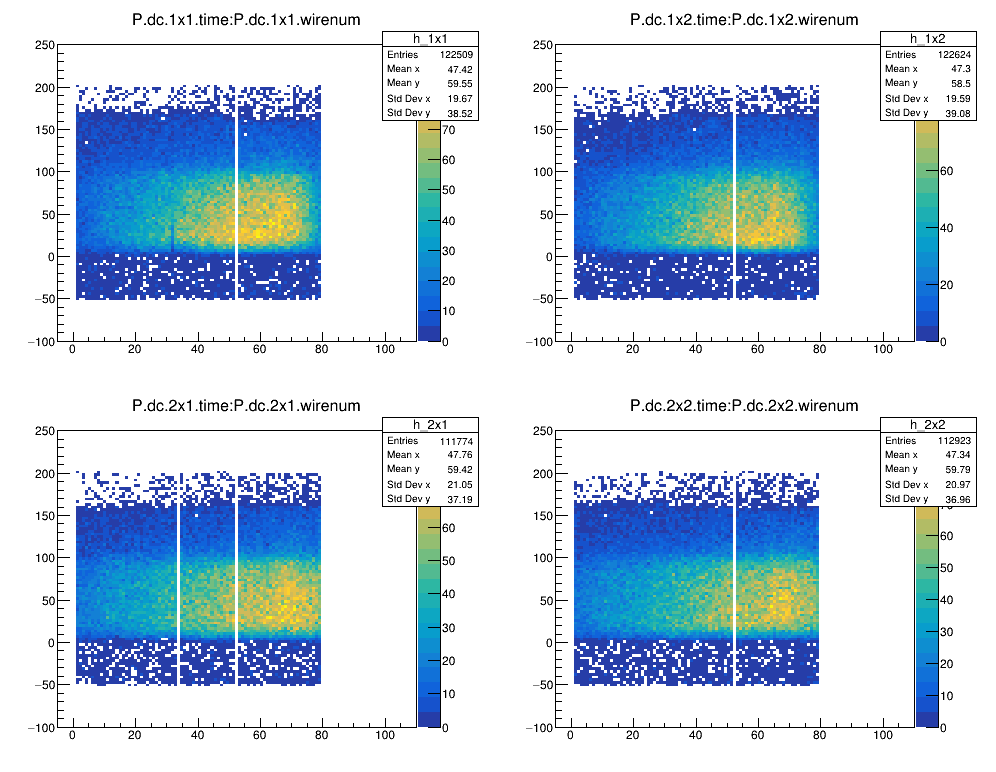 P.dc.1x1.time:P.dc.1x1.wirenum
h_1x1
Entries 122509
Mean x 47.42
Mean y 59.55
Std Dev x 19.67
Std Dev y 38.52
250
200
150
100
50
0
−50
−100
0 20 40 60 80 100
70
60
50
40
30
20
10
0
P.dc.1x2.time:P.dc.1x2.wirenum
h_1x2
Entries 122624
Mean x 47.3
Mean y 58.5
Std Dev x 19.59
Std Dev y 39.08
250
200
150
100
50
0
−50
−100
0 20 40 60 80 100
60
40
20
0
P.dc.2x1.time:P.dc.2x1.wirenum
h_2x1
Entries 111774
Mean x 47.76
Mean y 59.42
Std Dev x 21.05
Std Dev y 37.19
250
200
150
100
50
0
−50
−100
0 20 40 60 80 100
60
50
40
30
20
10
0
P.dc.2x2.time:P.dc.2x2.wirenum
h_2x2
Entries 112923
Mean x 47.34
Mean y 59.79
Std Dev x 20.97
Std Dev y 36.96
250
200
150
100
50
0
−50
−100
0 20 40 60 80 100
60
50
40
30
20
10
0